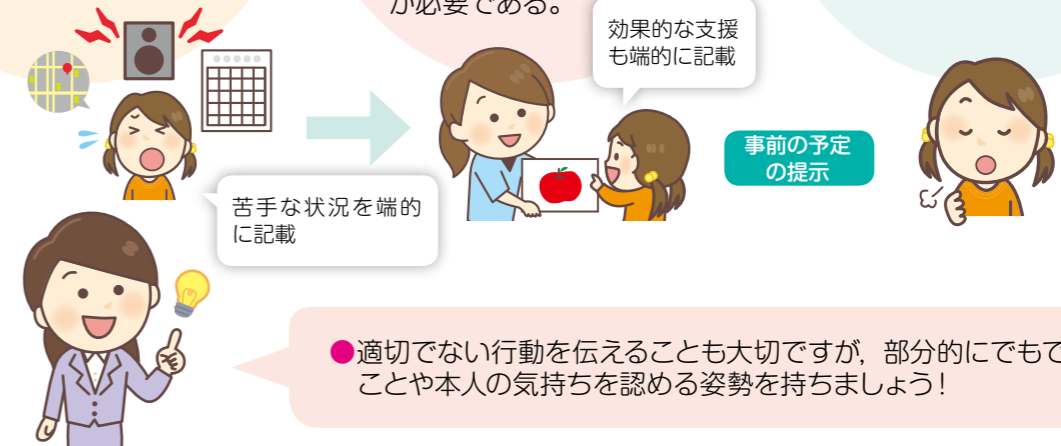 が必要である。
効果的な支援
も端的に記載
事前の予定
の提示
苦手な状況を端的
に記載
●適切でない行動を伝えることも大切ですが，部分的にでもで
ことや本人の気持ちを認める姿勢を持ちましょう！